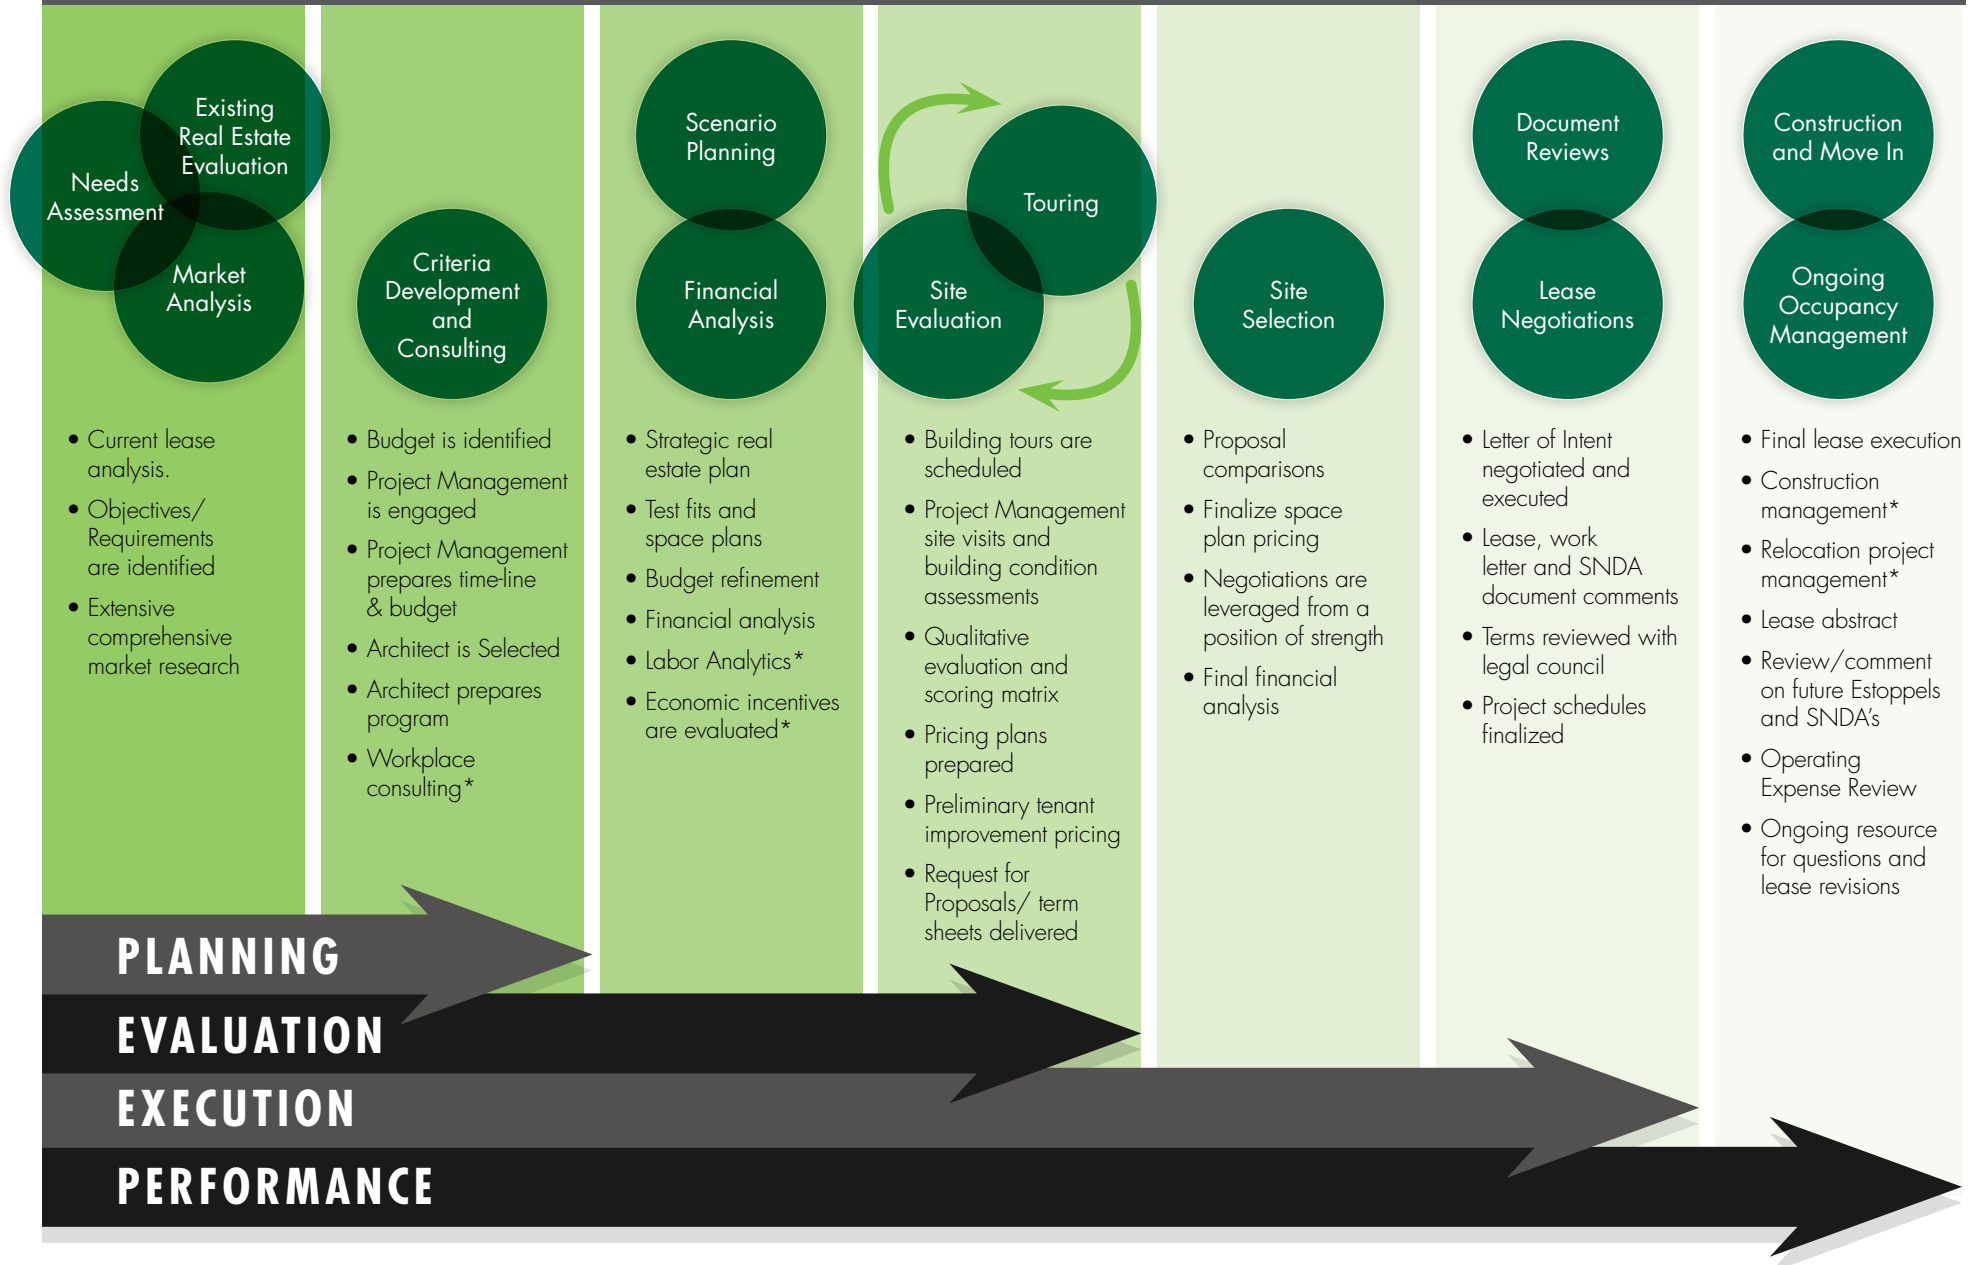 Needs
Assessment
Existing
Real Estate
Evaluation
Market
Analysis
Criteria
Development
and
Consulting
Scenario
Planning
Financial
Analysis
Touring
Site
Evaluation
Site
Selection
Document
Reviews
Lease
Negotiations
Construction
and Move In
Ongoing
Occupancy
Management
• Current lease
analysis.
• Objectives/
Requirements
are identified
• Extensive
comprehensive
market research
• Budget is identified
• Project Management
is engaged
• Project Management
prepares time-line
& budget
• Architect is Selected
• Architect prepares
program
• Workplace
consulting*
• Strategic real
estate plan
• Test fits and
space plans
• Budget refinement
• Financial analysis
• Labor Analytics*
• Economic incentives
are evaluated*
• Building tours are
scheduled
• Project Management
site visits and
building condition
assessments
• Qualitative
evaluation and
scoring matrix
• Pricing plans
prepared
• Preliminary tenant
improvement pricing
• Request for
Proposals/ term
sheets delivered
• Proposal
comparisons
• Finalize space
plan pricing
• Negotiations are
leveraged from a
position of strength
• Final financial
analysis
• Letter of Intent
negotiated and
executed
• Lease, work
letter and SNDA
document comments
• Terms reviewed with
legal council
• Project schedules
finalized
• Final lease execution
• Construction
management*
• Relocation project
management*
• Lease abstract
• Review/comment
on future Estoppels
and SNDA's
• Operating
Expense Review
• Ongoing resource
for questions and
lease revisions
PLANNING
EVALUATION
EXECUTION
PERFORMANCE